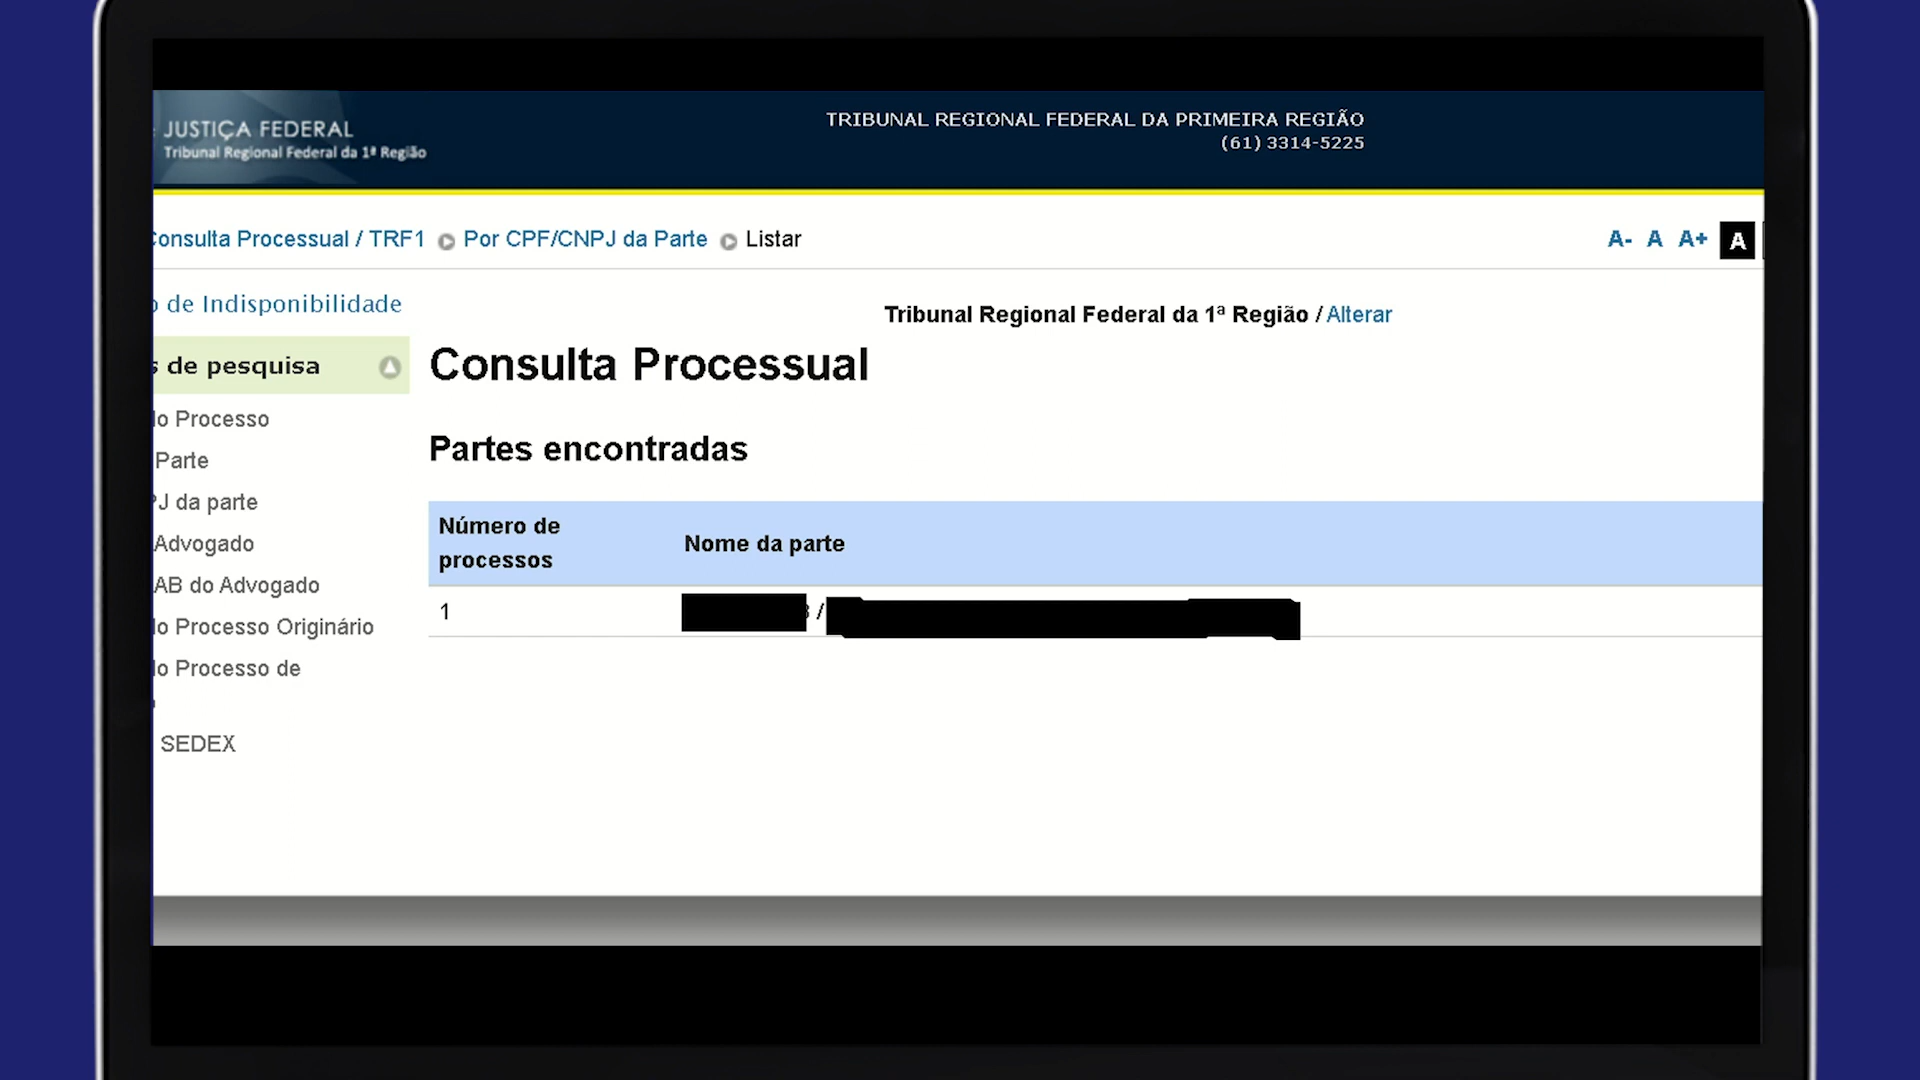 JUSTIÇA FEDERAL
Tribunal Regional Federal da 1ª Região
TRIBUNAL REGIONAL FEDERAL DA PRIMEIRA REGIÃO
(61) 3314-5225
Consulta Processual / TRF1 Por CPF/CNPJ da Parte Listar
A- A A+ A
de Indisponibilidade
Tribunal Regional Federal da 1ª Região / Alterar
de pesquisa
Consulta Processual
Processo
Parte
da parte
Advogado
do Advogado
Processo Originário
Processo de
SEDEX
Partes encontradas
Número de
processos
Nome da parte
1
/